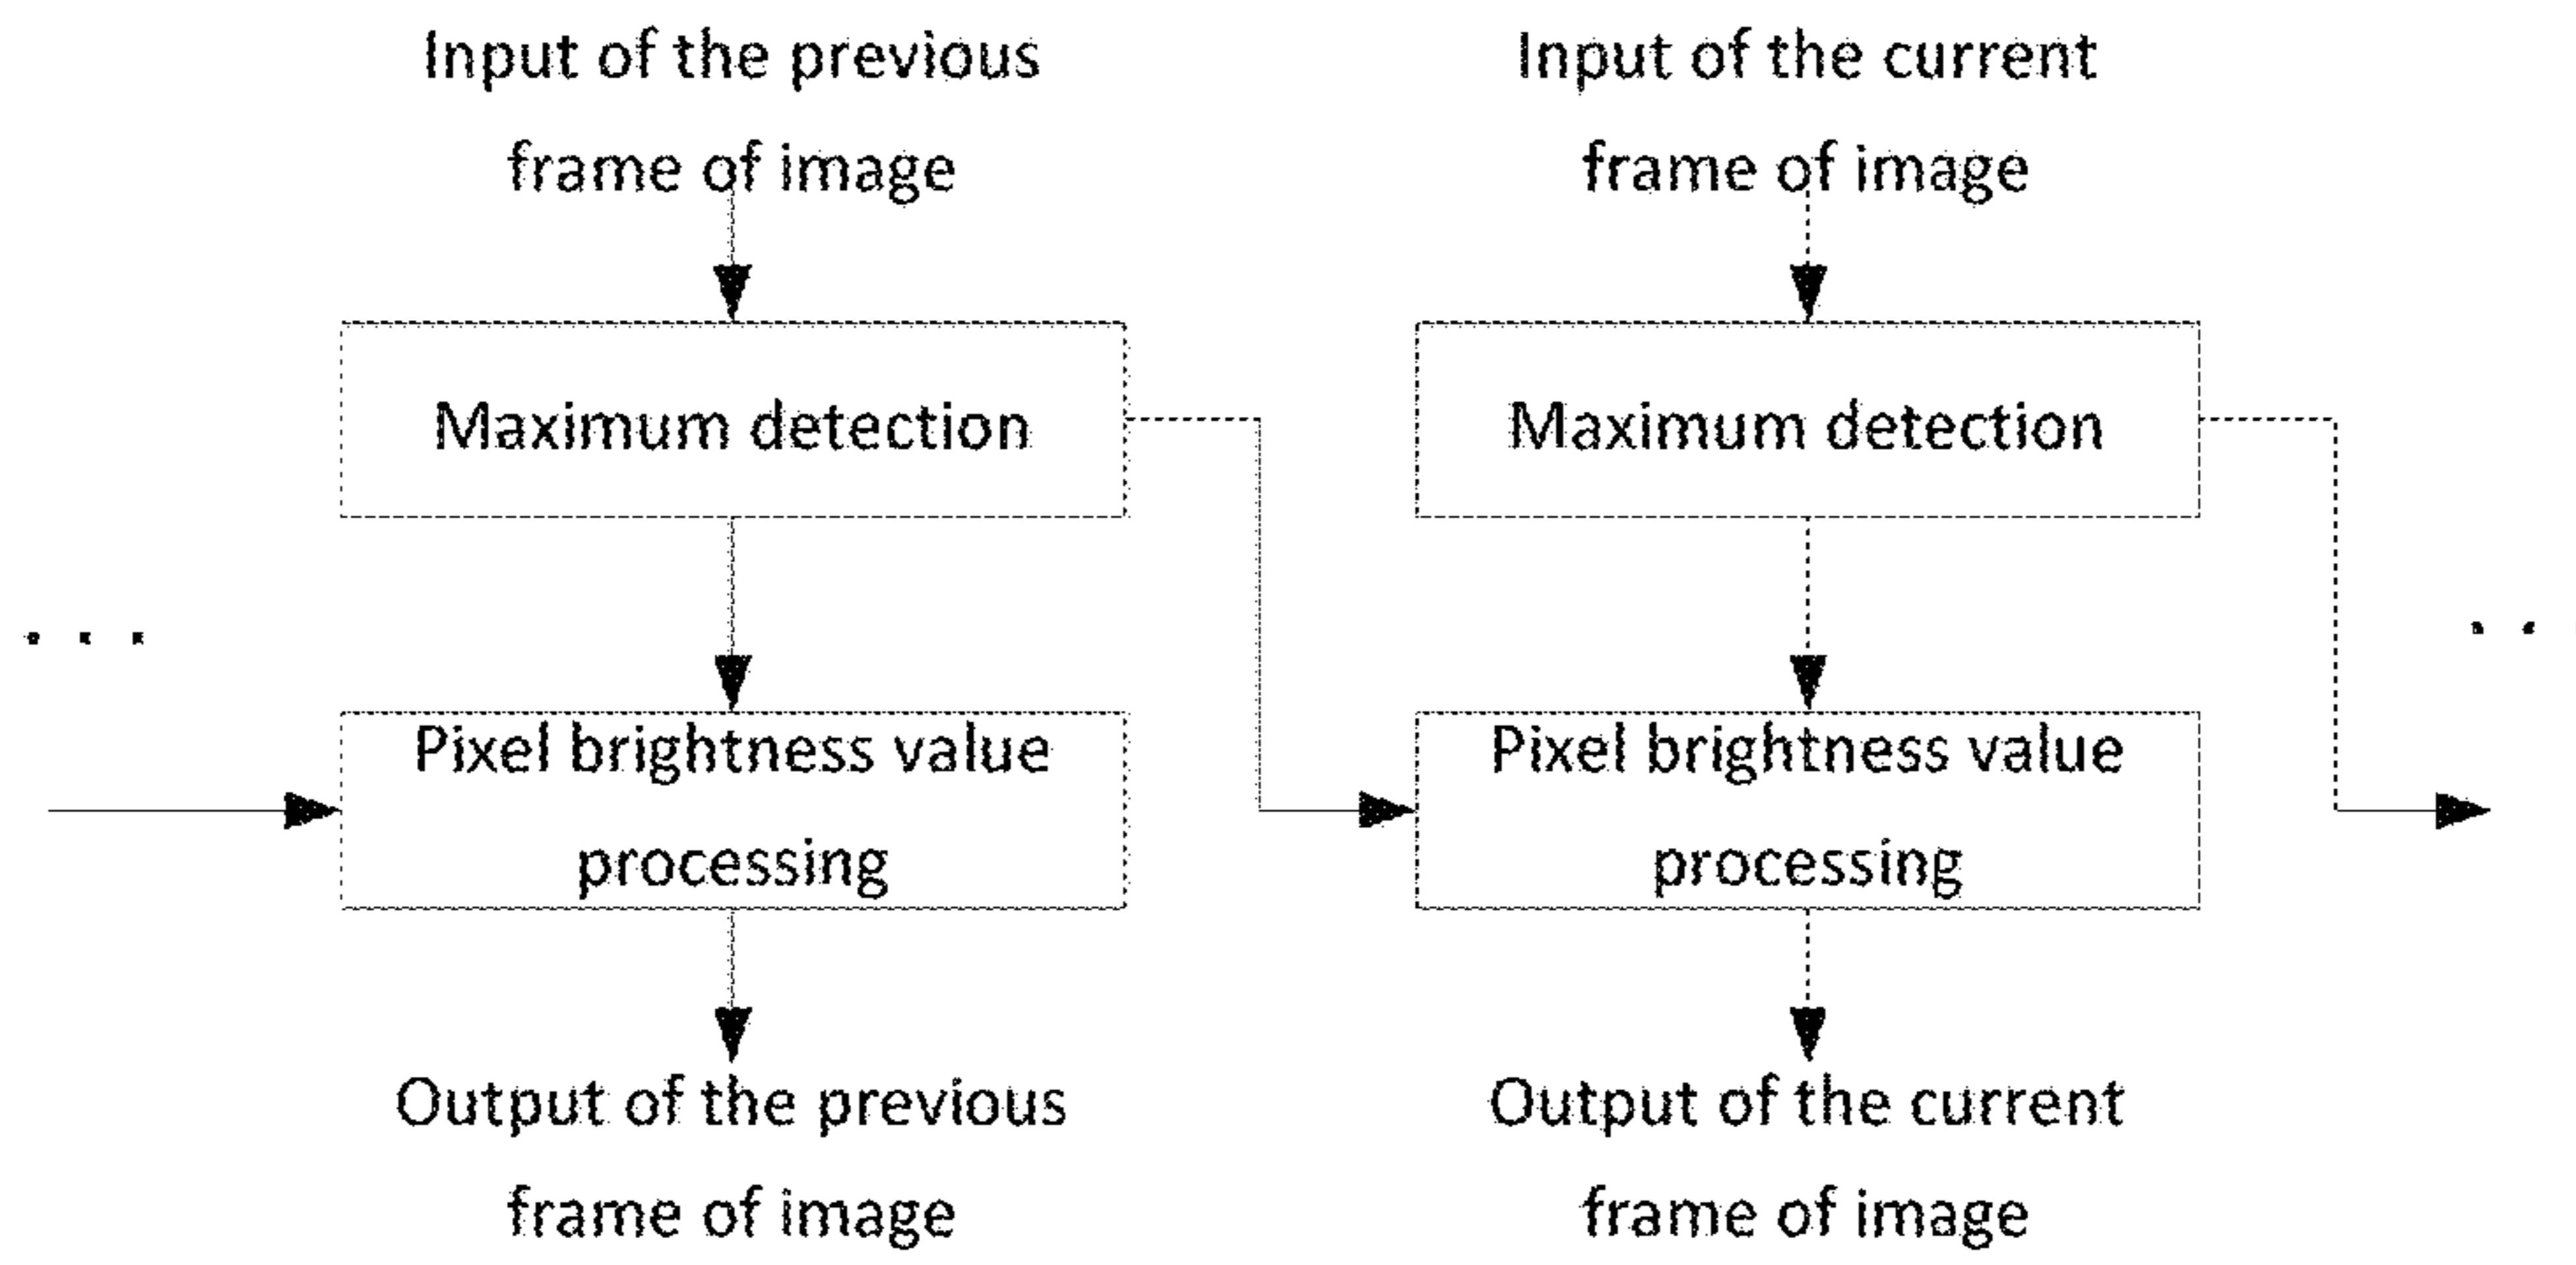 Input of the previous
frame of image
Input of the current
frame of image
Maximum detection
Maximum detection
. . .
. .
Pixel brightness value
processing
Pixel brightness value
processing
Output of the previous
frame of image
Output of the current
frame of image